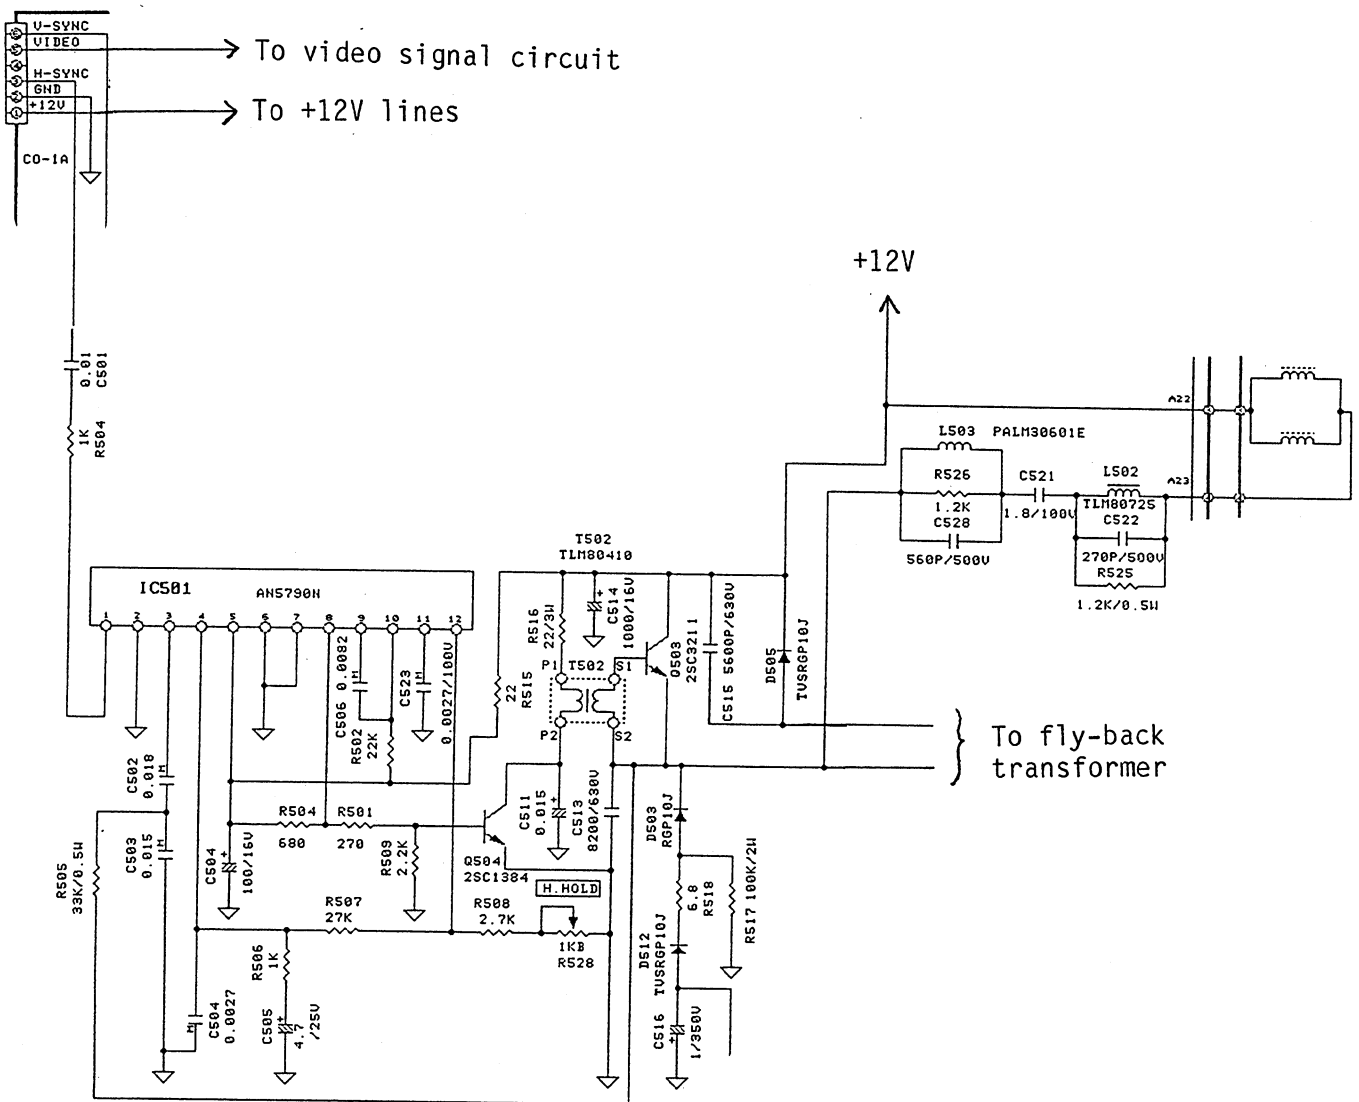 V-SYNC
VIDEO
H-SYNC
GND
+12V
6
5
4
3
2
1
CO-1A
To video signal circuit
To +12V lines
+12V
0.01
C501
1K
R504
IC501
AN5790N
1 2 3 4 5 6 7 8 9 10 11 12
T502
TLM80410
L503 PALM30601E
R526
1.2K
C528
560P/500V
C521
1.8/100V
L502
TLM80725
C522
270P/500V
R525
1.2K/0.5W
A22
A23
R516
22/3W
C514
1000/16V
+
Q503
2SC3211
C515 5600P/630V
D505
TVSRGP10J
P1 T502 S1
P2 S2
To fly-back
transformer
C506 0.0082
M
R502
22K
C523
M
0.0027/100V
22
R515
C502
0.018
M
C503
0.015
M
R505
33K/0.5W
C504
100/16V
+
R504
680
R501
270
R509
2.2K
Q504
2SC1384
C511
0.015
+
C513
8200/630V
D503
RGP10J
6.8
R518
R517 100K/2W
D512
TVSRGP10J
C516
1/350V
+
H.HOLD
R507
27K
R508
2.7K
1KB
R528
R506
1K
C504
0.0027
M
C505
4.7
/25V
+